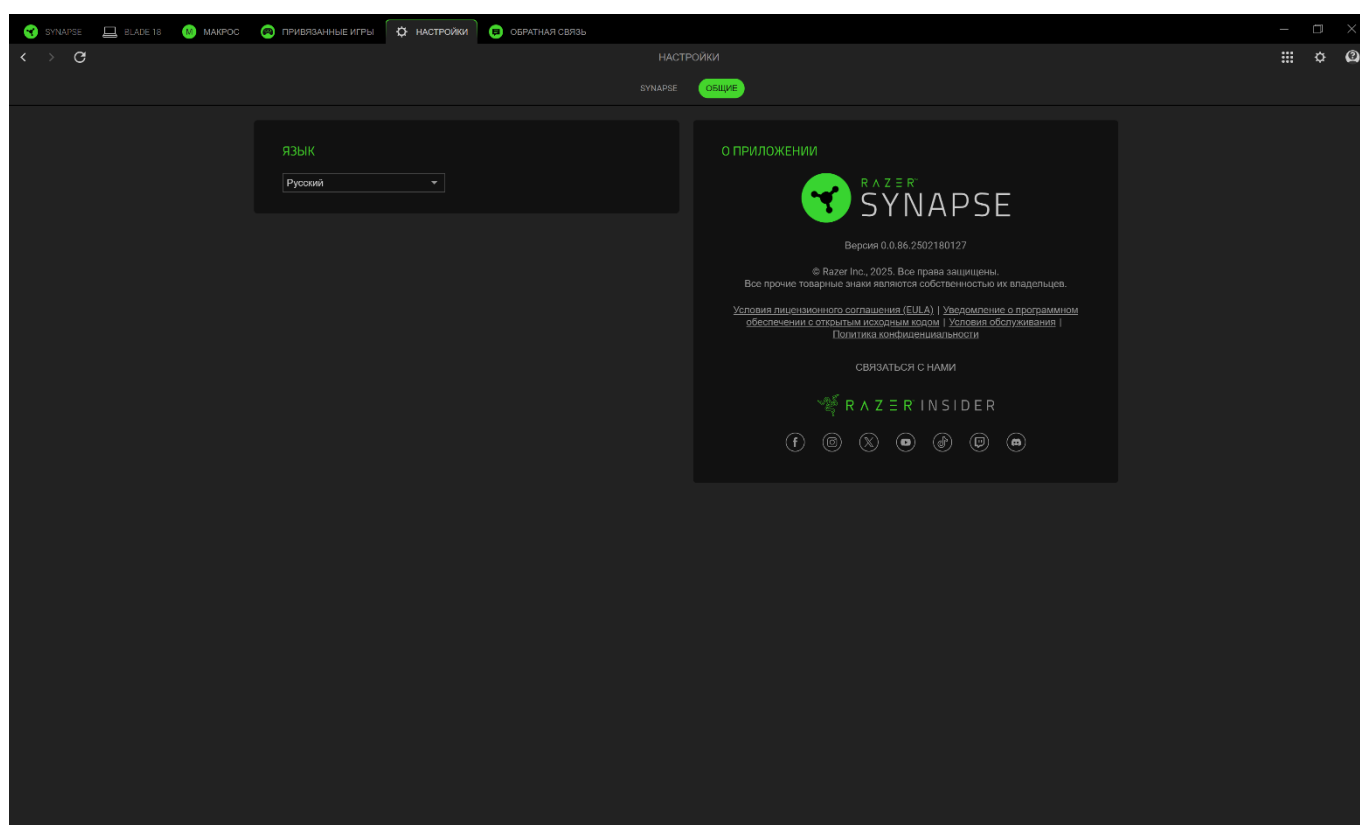 SYNAPSE
BLADE 18
МАКРОС
ПРИВЯЗАННЫЕ ИГРЫ
НАСТРОЙКИ
ОБРАТНАЯ СВЯЗЬ
НАСТРОЙКИ
SYNAPSE
ОБЩИЕ
ЯЗЫК
Русский
О ПРИЛОЖЕНИИ
RAZER™
SYNAPSE
Версия 0.0.86.2502180127
© Razer Inc., 2025. Все права защищены.
Все прочие товарные знаки являются собственностью их владельцев.
Условия лицензионного соглашения (EULA) | Уведомление о программном
обеспечении с открытым исходным кодом | Условия обслуживания |
Политика конфиденциальности
СВЯЗАТЬСЯ С НАМИ
RAZER INSIDER